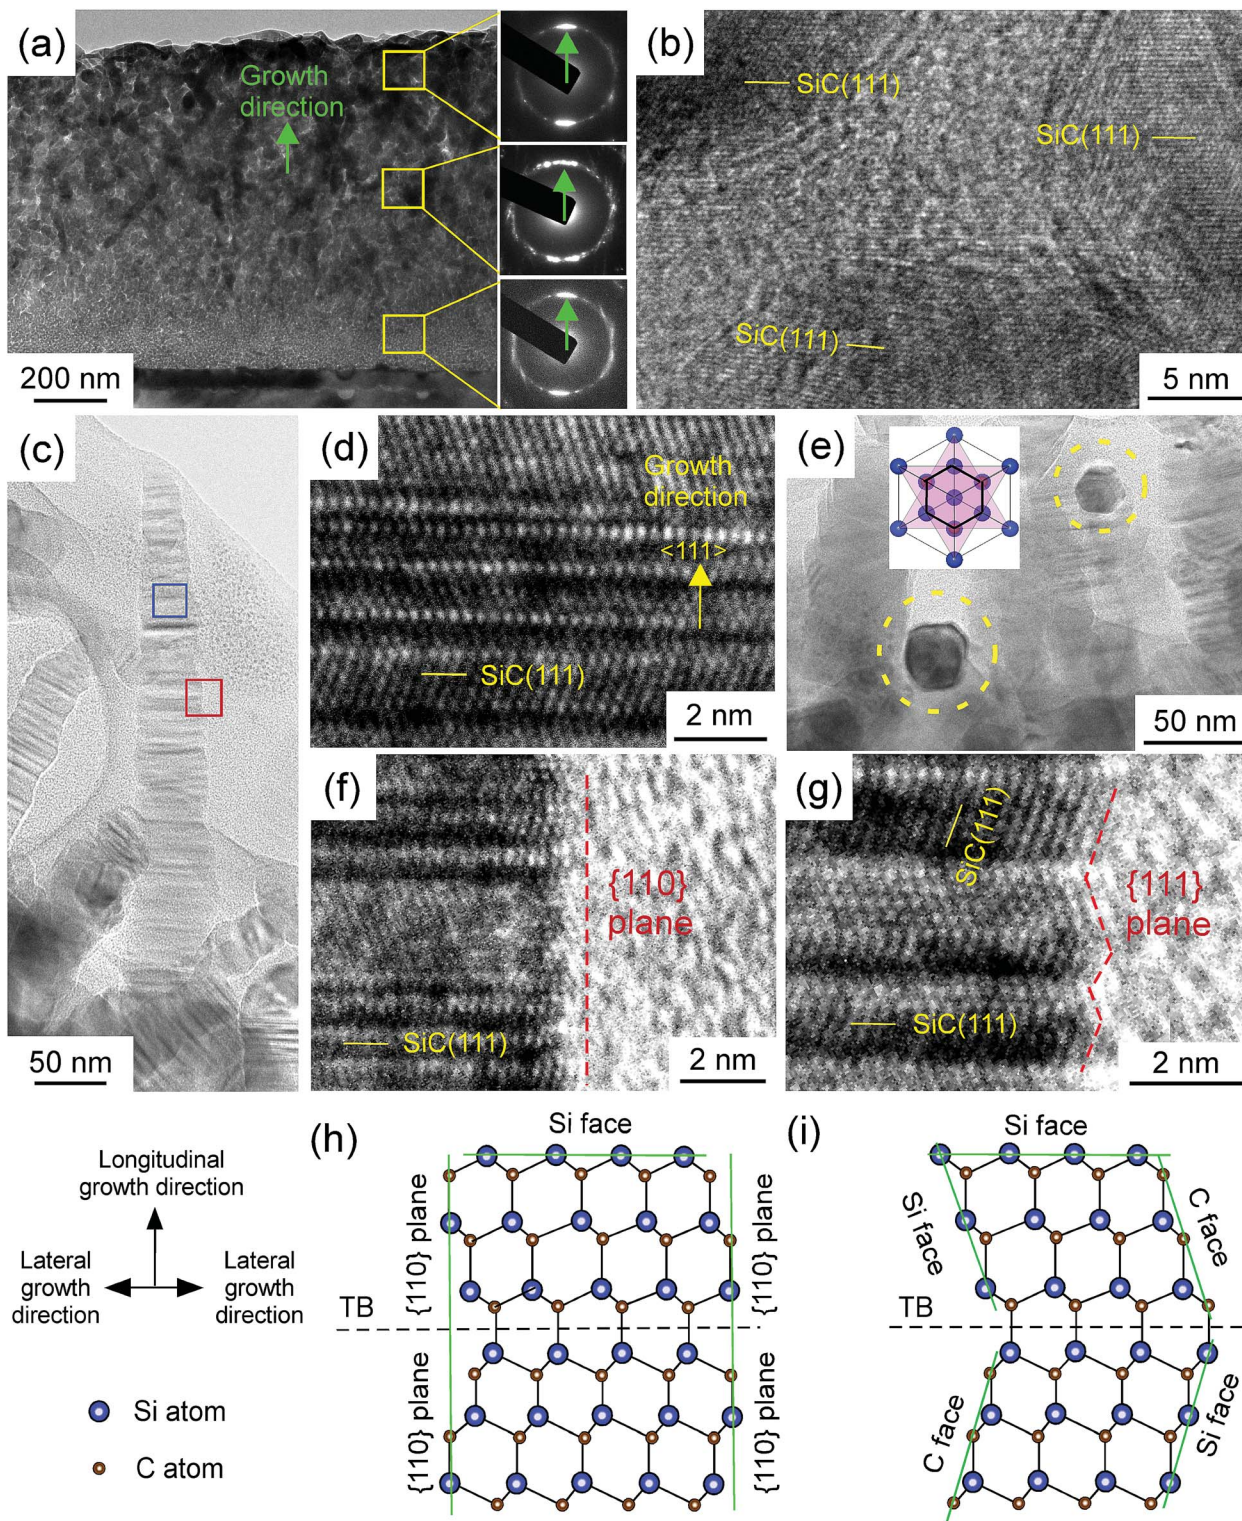 (a)
Growth
direction
200 nm
(b)
SiC(111)
SiC(111)
SiC(111)
5 nm
(c)
50 nm
(d)
Growth
direction
<111>
SiC(111)
2 nm
(e)
50 nm
(f)
{110}
plane
SiC(111)
2 nm
(g)
SiC(111)
{111}
plane
SiC(111)
2 nm
Longitudinal
growth direction
Lateral
growth
direction
Lateral
growth
direction
Si atom
C atom
(h)
Si face
{110} plane
{110} plane
TB
{110} plane
{110} plane
(i)
Si face
Si face
C face
TB
C face
Si face